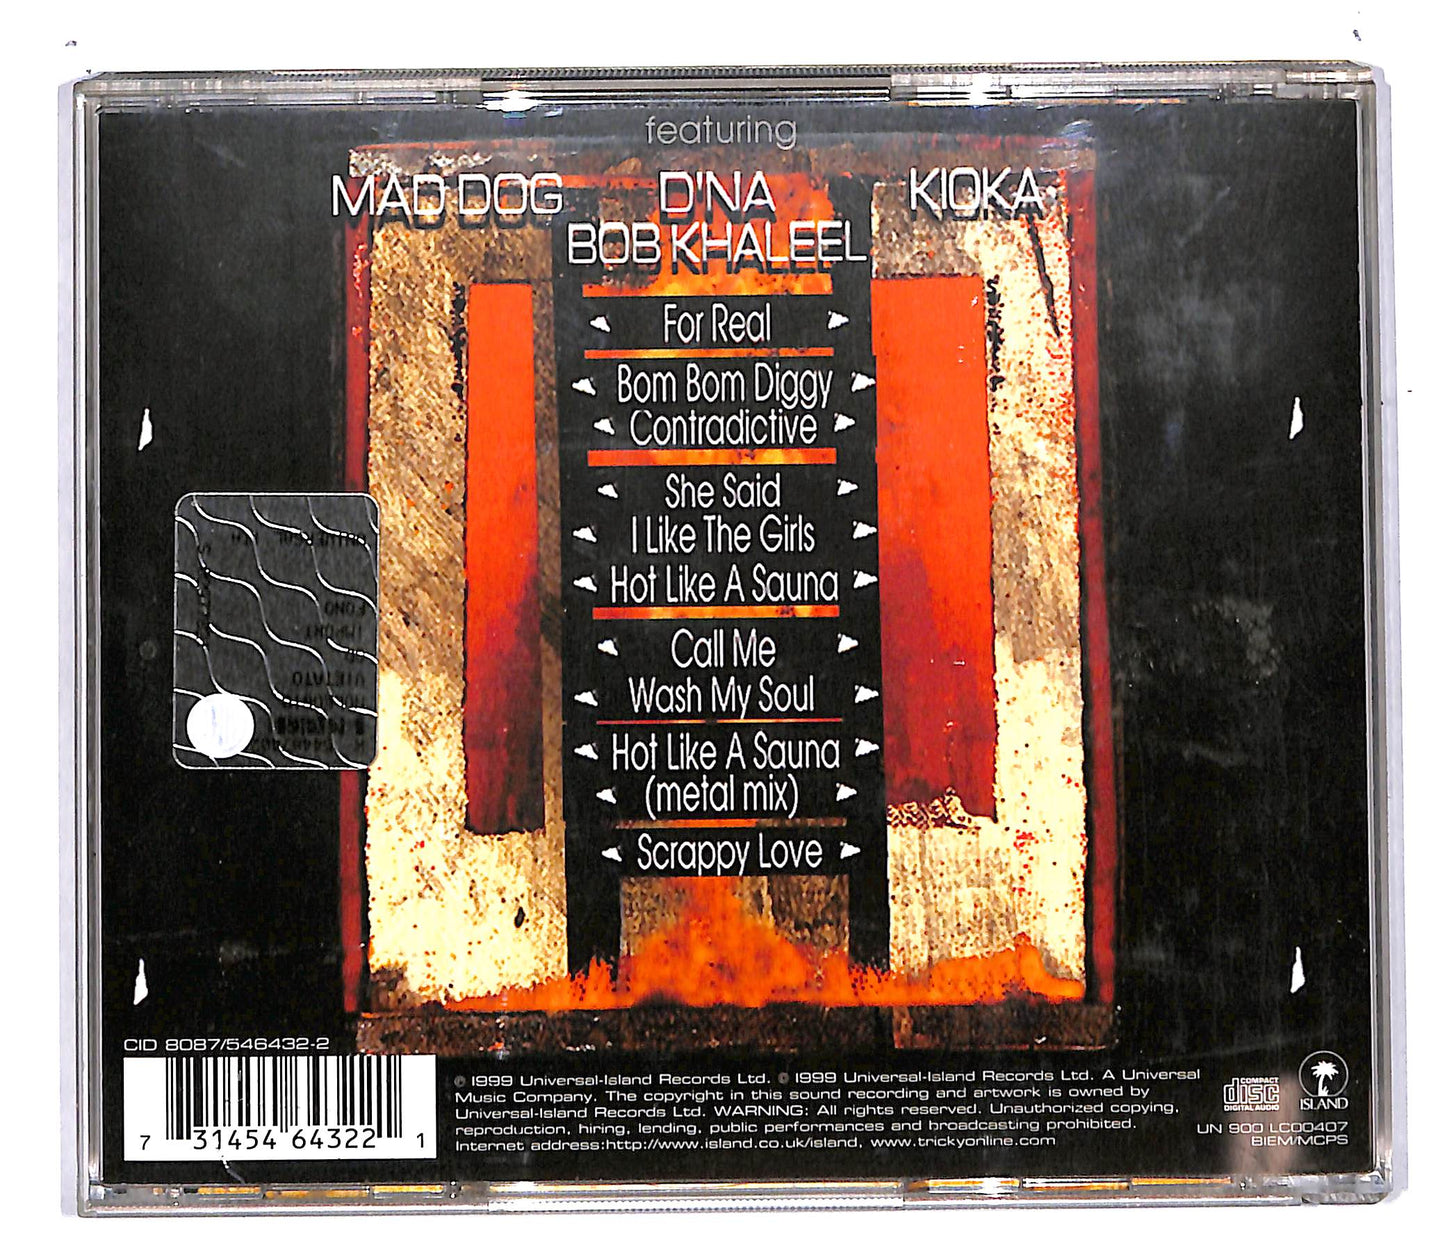 featuring
MAD DOG D'NA KIOKA
BOB KHALEEL
For Real
Bom Bom Diggy
Contradictive
She Said
I Like The Girls
Hot Like A Sauna
Call Me
Wash My Soul
Hot Like A Sauna
(metal mix)
Scrappy Love
FONO
IMPORT
VIETATO
CID 8087/546432-2
7 31454 64322 1
℗ 1999 Universal-Island Records Ltd. © 1999 Universal-Island Records Ltd. A Universal
Music Company. The copyright in this sound recording and artwork is owned by
Universal-Island Records Ltd. WARNING: All rights reserved. Unauthorized copying,
reproduction, hiring, lending, public performances and broadcasting prohibited.
Internet address:http://www.island.co.uk/island, www.trickyonline.com
COMPACT
disc
DIGITAL AUDIO
ISLAND
UN 900 LC00407
BIEM/MCPS